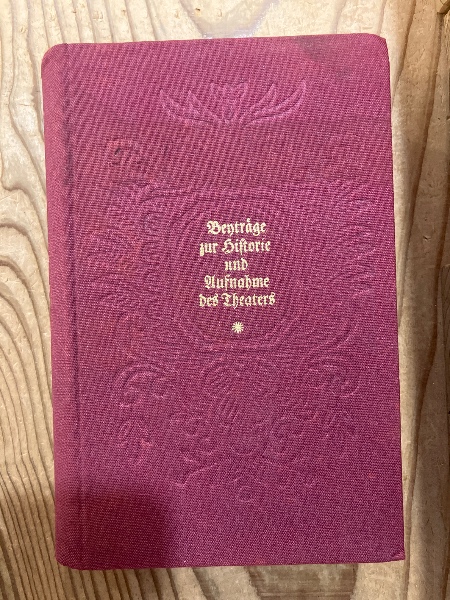 Beyträge
zur Historie
und
Aufnahme
des Theaters